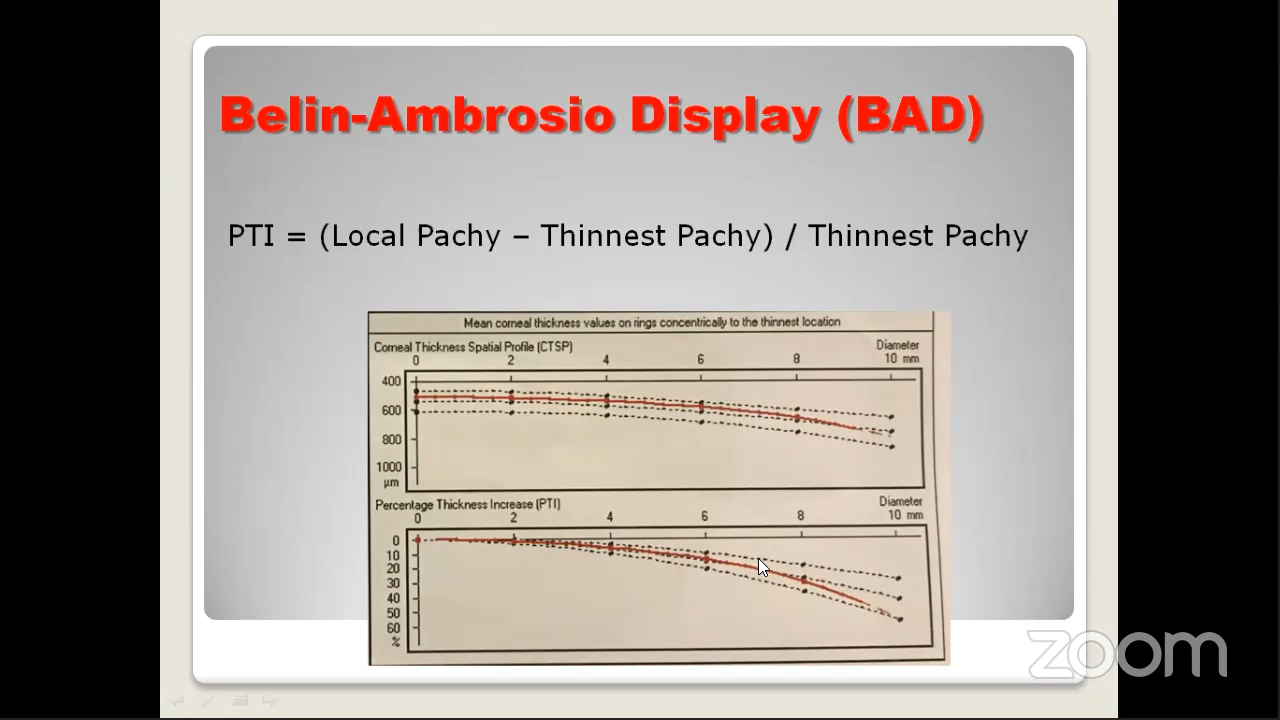 Belin-Ambrosio Display (BAD)
PTI = (Local Pachy – Thinnest Pachy) / Thinnest Pachy
Mean corneal thickness values on rings concentrically to the thinnest location
Corneal Thickness Spatial Profile (CTSP)
Diameter
0 2 4 6 8 10 mm
400
600
800
1000
µm
Percentage Thickness Increase (PTI)
Diameter
0 2 4 6 8 10 mm
0
10
20
30
40
50
60
%
zoom